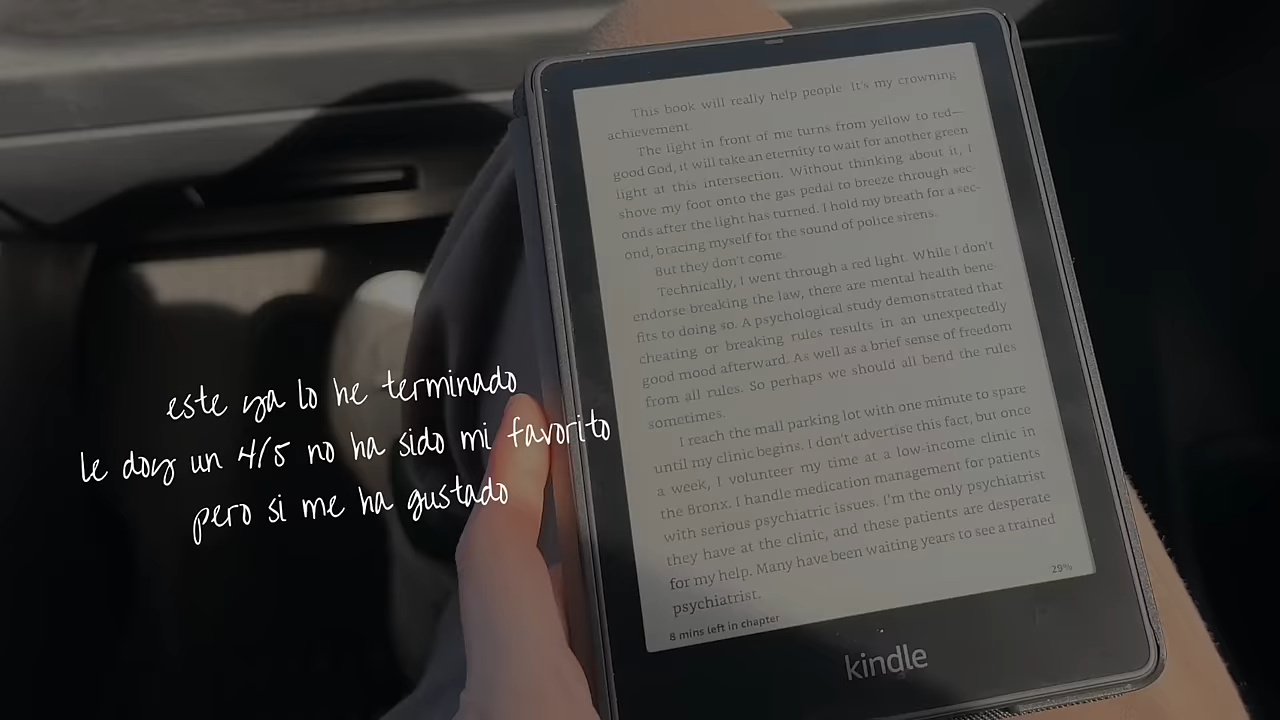 This book will really help people. It's my crowning
achievement.
The light in front of me turns from yellow to red—
good God, it will take an eternity to wait for another green
light at this intersection. Without thinking about it, I
shove my foot onto the gas pedal to breeze through sec-
onds after the light has turned. I hold my breath for a sec-
ond, bracing myself for the sound of police sirens.
But they don't come.
Technically, I went through a red light. While I don't
endorse breaking the law, there are mental health bene-
fits to doing so. A psychological study demonstrated that
cheating or breaking rules results in an unexpectedly
good mood afterward. As well as a brief sense of freedom
from all rules. So perhaps we should all bend the rules
sometimes.
I reach the mall parking lot with one minute to spare
until my clinic begins. I don't advertise this fact, but once
a week, I volunteer my time at a low-income clinic in
the Bronx. I handle medication management for patients
with serious psychiatric issues. I'm the only psychiatrist
they have at the clinic, and these patients are desperate
for my help. Many have been waiting years to see a trained
psychiatrist.
29%
8 mins left in chapter
kindle
este ya lo he terminado
le doy un 4/5 no ha sido mi favorito
pero si me ha gustado